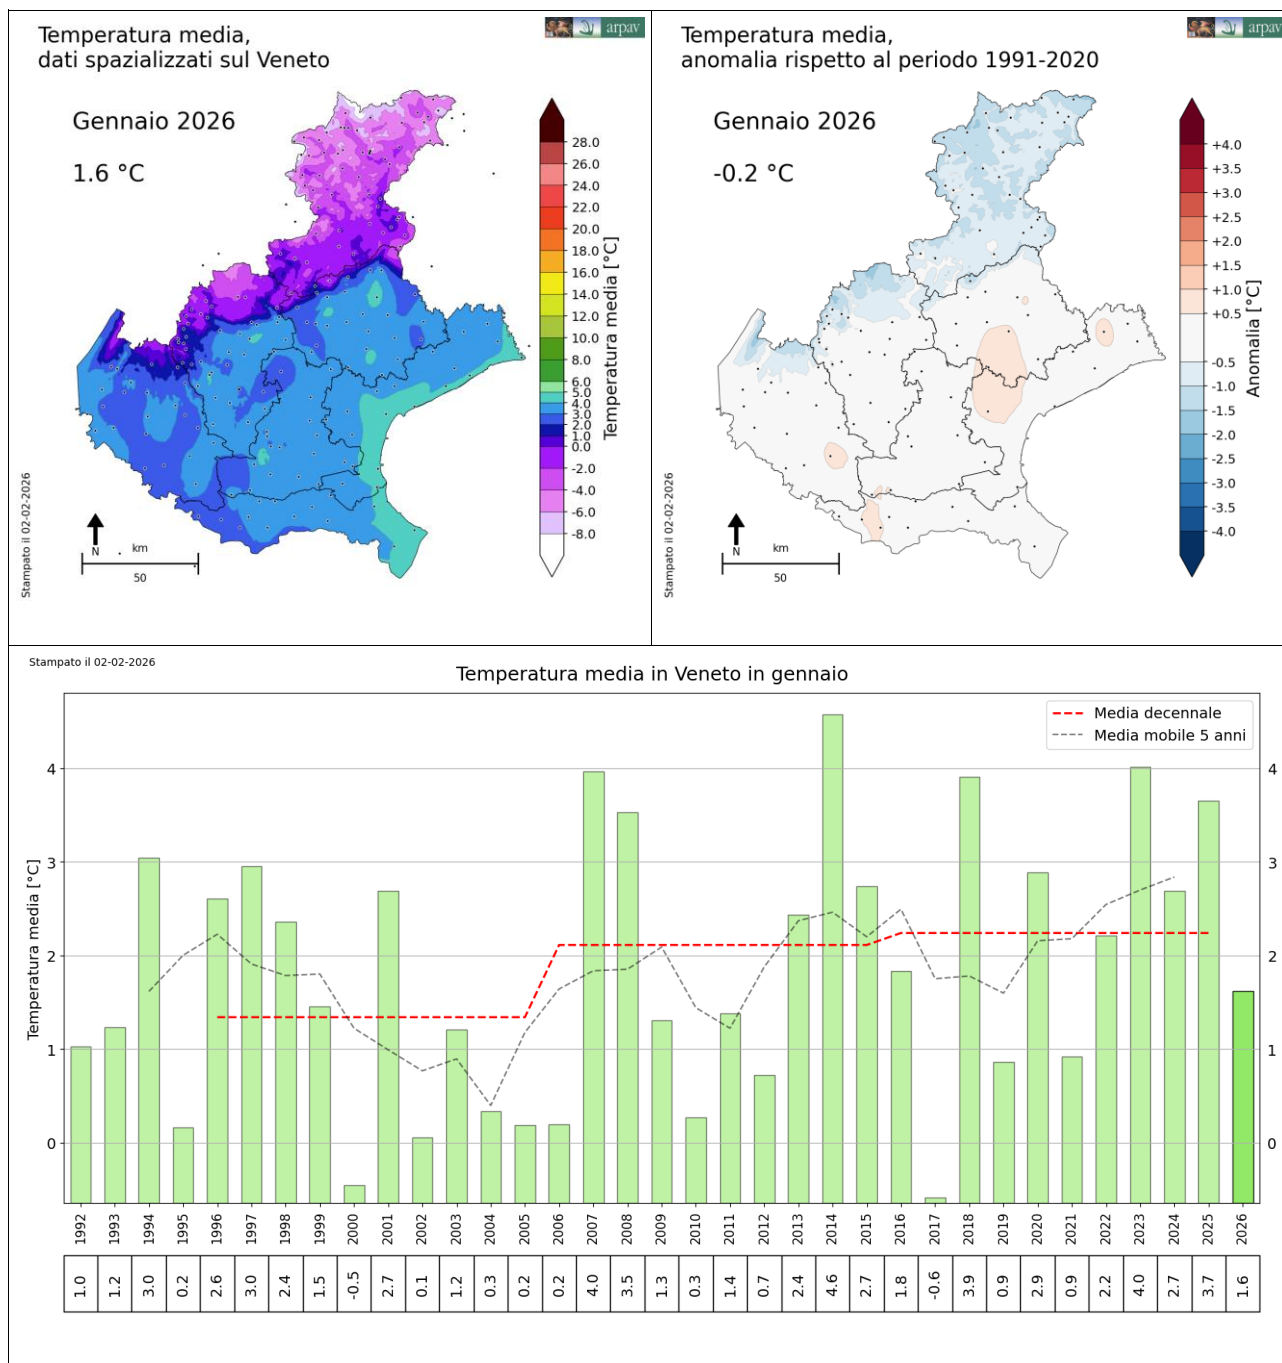 Temperatura media,
dati spazializzati sul Veneto
arpav
Gennaio 2026
1.6 °C
28.0
26.0
24.0
22.0
20.0
18.0
16.0
14.0
12.0
10.0
8.0
6.0
5.0
4.0
3.0
2.0
1.0
0.0
-2.0
-4.0
-6.0
-8.0
Temperatura media [°C]
Stampato il 02-02-2026
N
km
50
Temperatura media,
anomalia rispetto al periodo 1991-2020
arpav
Gennaio 2026
-0.2 °C
+4.0
+3.5
+3.0
+2.5
+2.0
+1.5
+1.0
+0.5
-0.5
-1.0
-1.5
-2.0
-2.5
-3.0
-3.5
-4.0
Anomalia [°C]
Stampato il 02-02-2026
N
km
50
Stampato il 02-02-2026
Temperatura media in Veneto in gennaio
Media decennale
Media mobile 5 anni
Temperatura media [°C]
4 4
3 3
2 2
1 1
0 0
1992 1993 1994 1995 1996 1997 1998 1999 2000 2001 2002 2003 2004 2005 2006 2007 2008 2009 2010 2011 2012 2013 2014 2015 2016 2017 2018 2019 2020 2021 2022 2023 2024 2025 2026
1.0 1.2 3.0 0.2 2.6 3.0 2.4 1.5 -0.5 2.7 0.1 1.2 0.3 0.2 0.2 4.0 3.5 1.3 0.3 1.4 0.7 2.4 4.6 2.7 1.8 -0.6 3.9 0.9 2.9 0.9 2.2 4.0 2.7 3.7 1.6